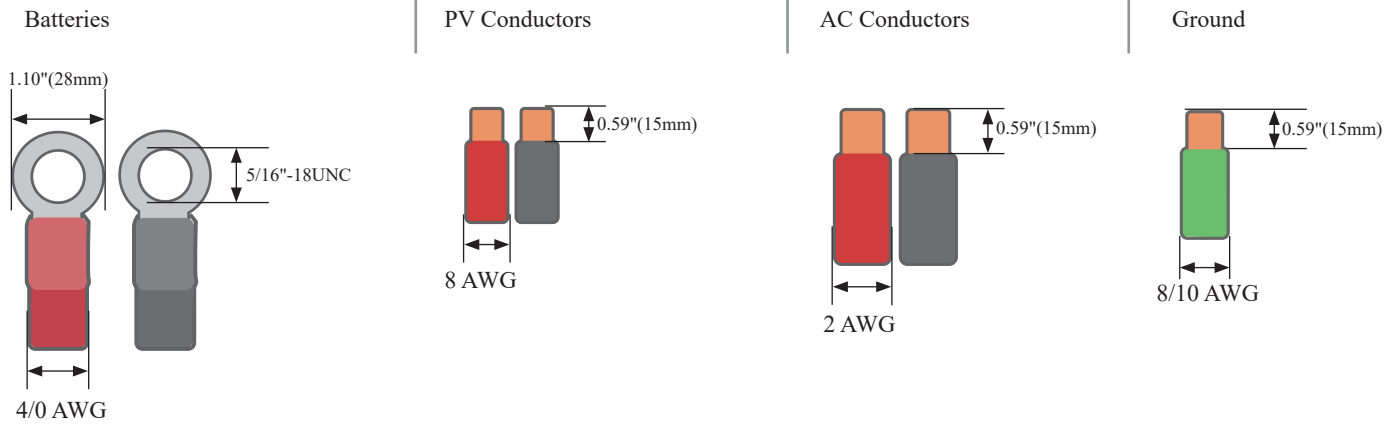 Batteries
PV Conductors
AC Conductors
Ground
1.10"(28mm)
5/16"-18UNC
4/0 AWG
0.59"(15mm)
8 AWG
0.59"(15mm)
2 AWG
0.59"(15mm)
8/10 AWG